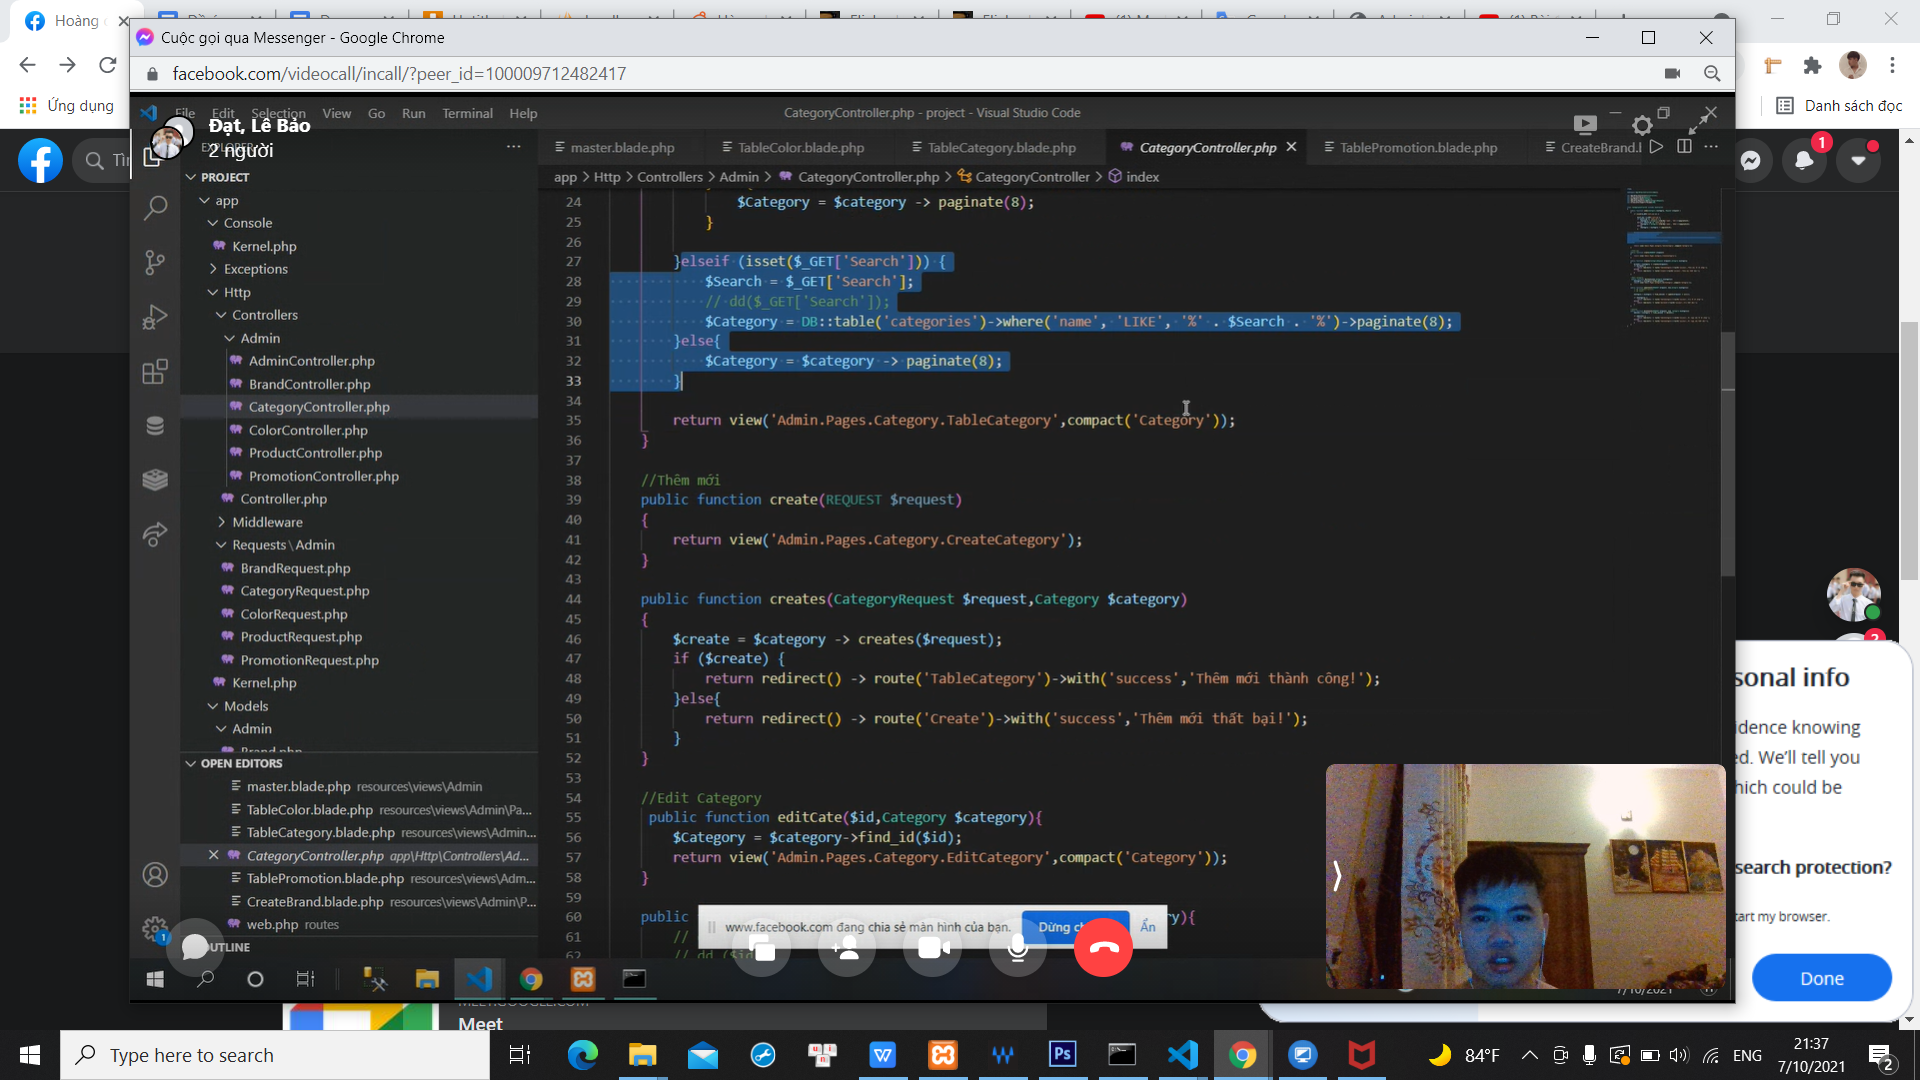 Hoàng
Cuộc gọi qua Messenger - Google Chrome
facebook.com/videocall/incall/?peer_id=100009712482417
Ứng dụng
Danh sách đọc
File Edit Selection View Go Run Terminal Help
CategoryController.php - project - Visual Studio Code
Đạt, Lê Bảo
2 người
master.blade.php
TableColor.blade.php
TableCategory.blade.php
CategoryController.php
TablePromotion.blade.php
CreateBrand.
app > Http > Controllers > Admin > CategoryController.php > CategoryController > index
PROJECT
app
Console
Kernel.php
Exceptions
Http
Controllers
Admin
AdminController.php
BrandController.php
CategoryController.php
ColorController.php
ProductController.php
PromotionController.php
Controller.php
Middleware
Requests\Admin
BrandRequest.php
CategoryRequest.php
ColorRequest.php
ProductRequest.php
PromotionRequest.php
Kernel.php
Models
Admin
Brand.php
OPEN EDITORS
master.blade.php resources\views\Admin
TableColor.blade.php resources\views\Admin\Pa...
TableCategory.blade.php resources\views\Admin...
CategoryController.php app\Http\Controllers\Ad...
TablePromotion.blade.php resources\views\Adm...
CreateBrand.blade.php resources\views\Admin\P...
web.php routes
OUTLINE
24 $Category = $category -> paginate(8);
25 }
26
27 }elseif (isset($_GET['Search'])) {
28 $Search = $_GET['Search'];
29 // dd($_GET['Search']);
30 $Category = DB::table('categories')->where('name', 'LIKE', '%' . $Search . '%')->paginate(8);
31 }else{
32 $Category = $category -> paginate(8);
33 }
34
35 return view('Admin.Pages.Category.TableCategory',compact('Category'));
36 }
37
38 //Thêm mới
39 public function create(REQUEST $request)
40 {
41 return view('Admin.Pages.Category.CreateCategory');
42 }
43
44 public function creates(CategoryRequest $request,Category $category)
45 {
46 $create = $category -> creates($request);
47 if ($create) {
48 return redirect() -> route('TableCategory')->with('success','Thêm mới thành công!');
49 }else{
50 return redirect() -> route('Create')->with('success','Thêm mới thất bại!');
51 }
52 }
53
54 //Edit Category
55 public function editCate($id,Category $category){
56 $Category = $category->find_id($id);
57 return view('Admin.Pages.Category.EditCategory',compact('Category'));
58 }
59
60 public y){
61 //
62 // dd ($id
www.facebook.com đang chia sẻ màn hình của bạn.
Dừng ch
Ẩn
1
1
2
sonal info
idence knowing
ed. We'll tell you
hich could be
search protection?
tart my browser.
Done
7/10/2021
Meet
Type here to search
84°F
ENG
21:37
7/10/2021
2